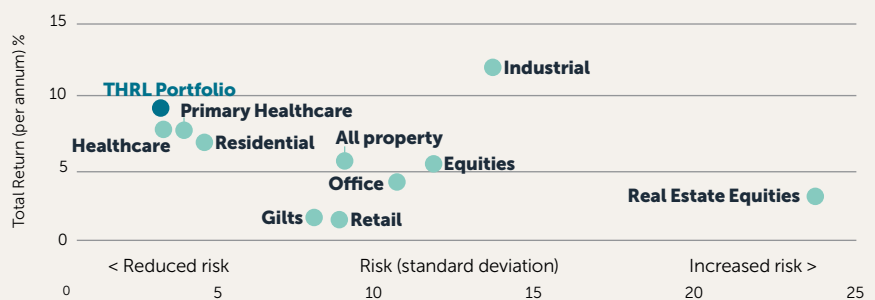 Total Return (per annum) %
15
Industrial
10
THRL Portfolio
Primary Healthcare
All property
Healthcare
Residential
5
Equities
Office
Real Estate Equities
Gilts
Retail
0
< Reduced risk
Risk (standard deviation)
Increased risk >
0 5 10 15 20 25